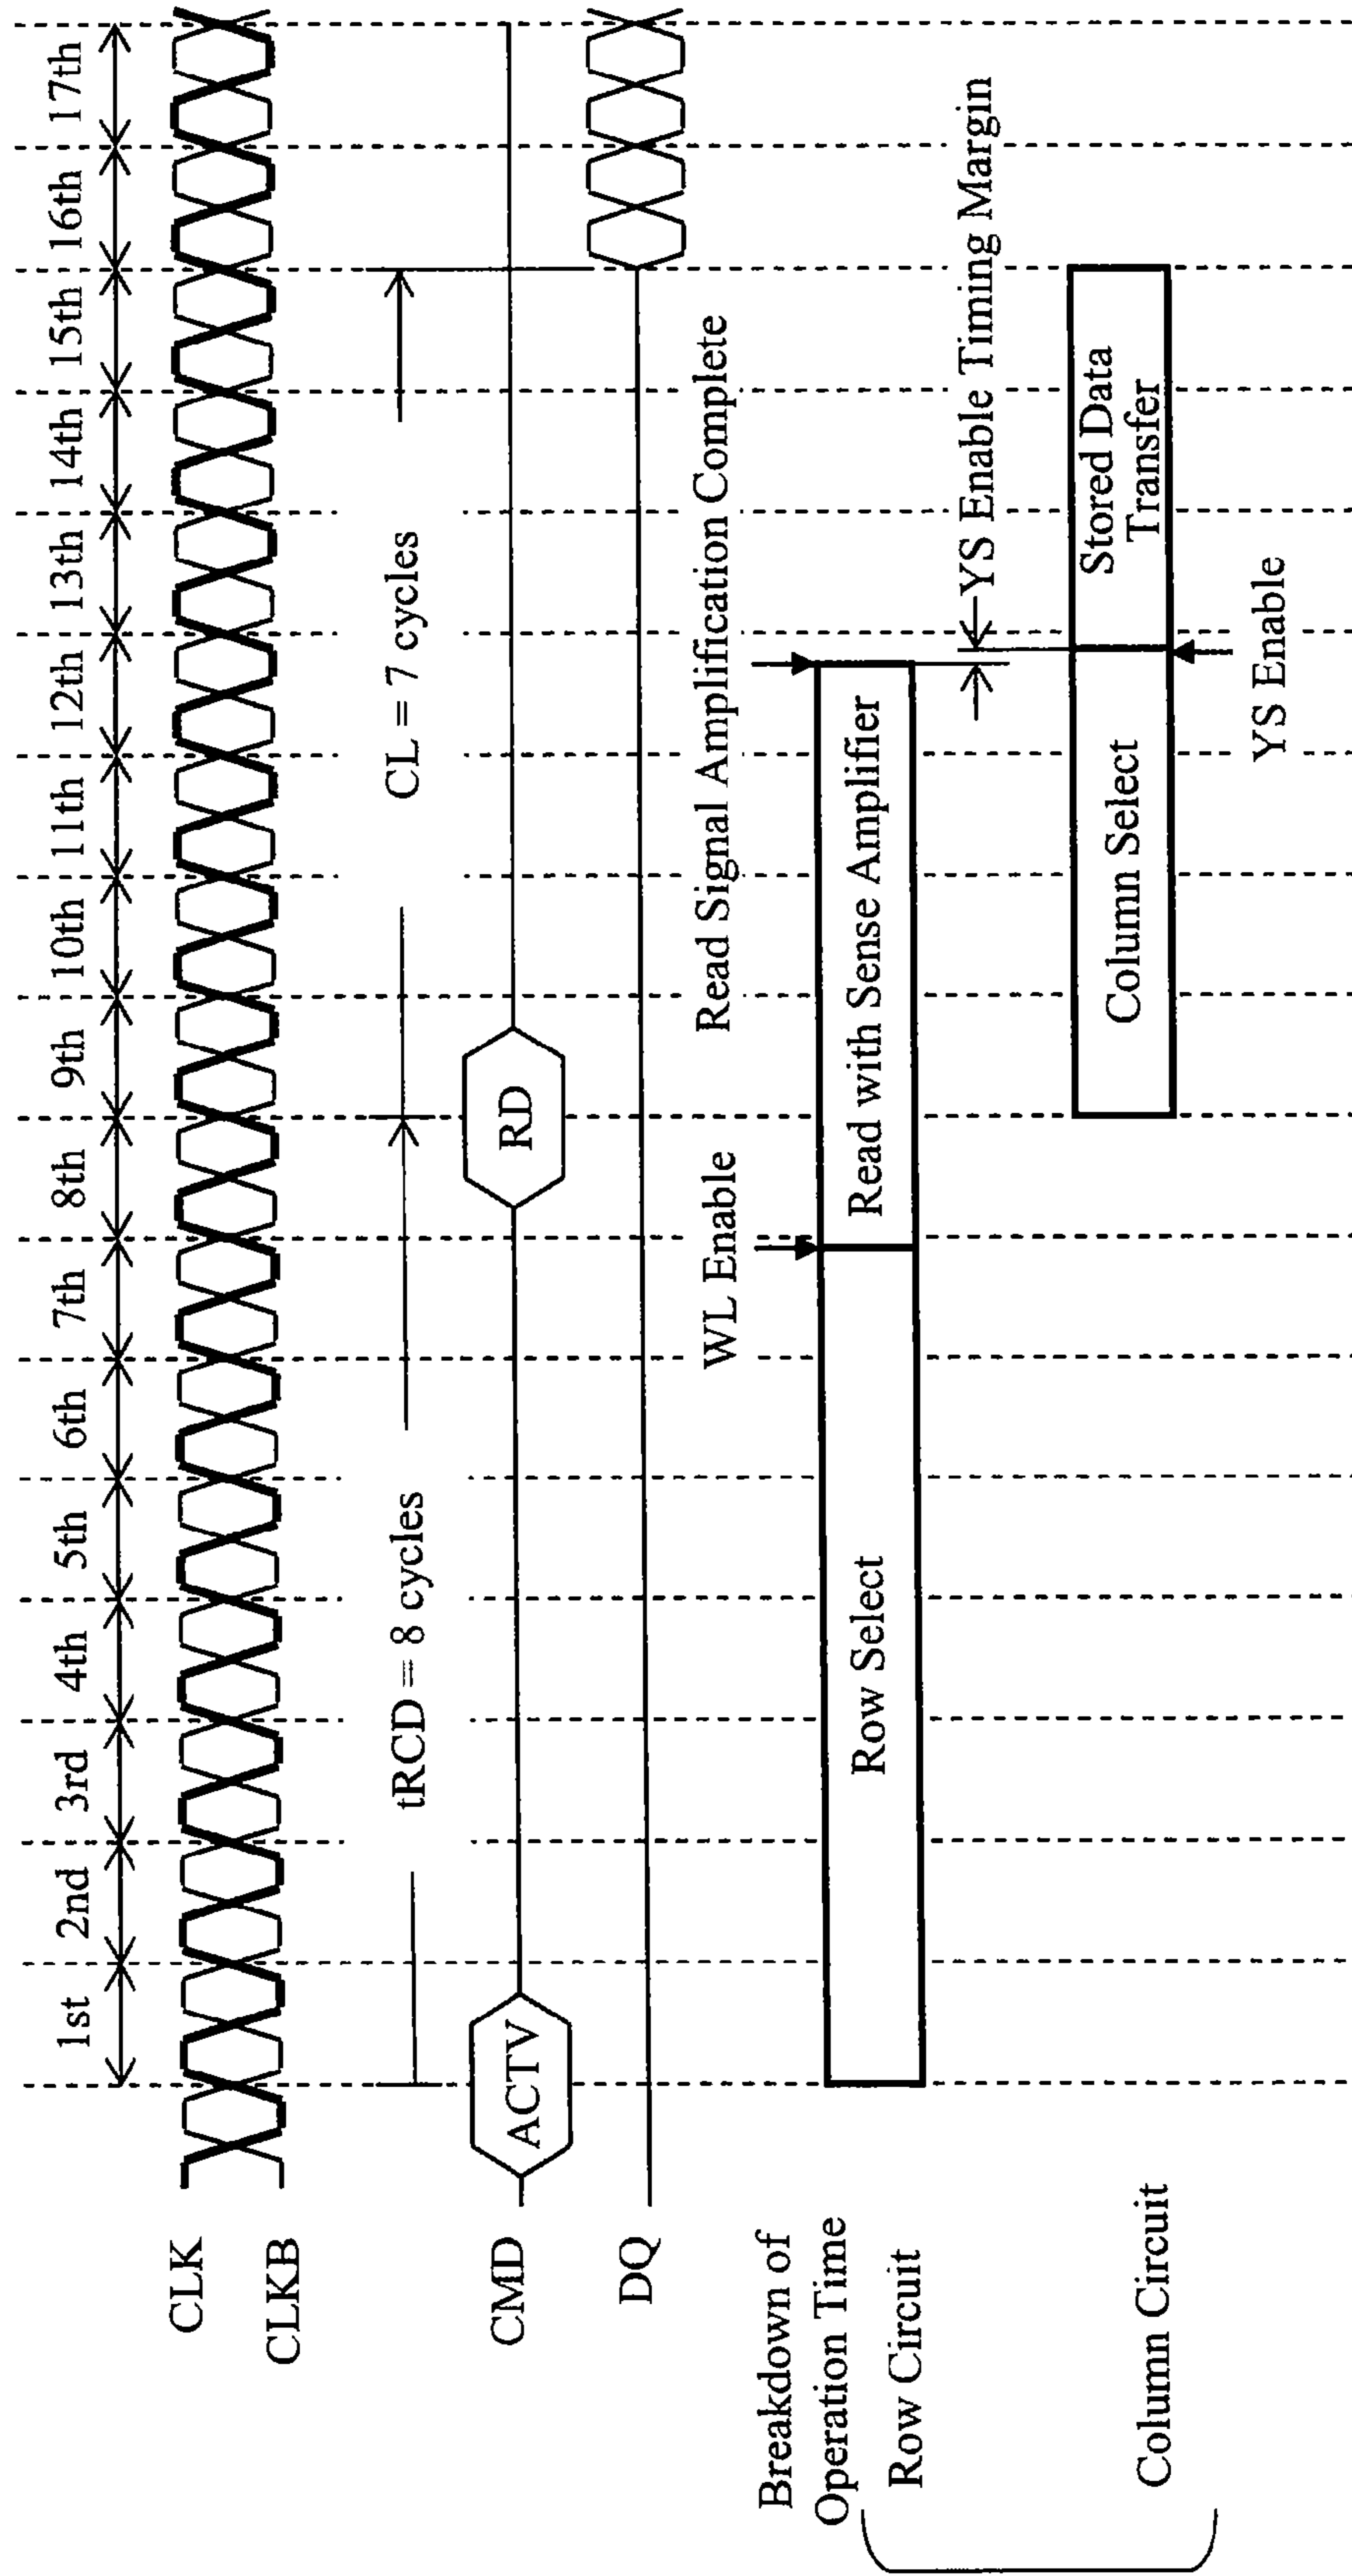 1st 2nd 3rd 4th 5th 6th 7th 8th 9th 10th 11th 12th 13th 14th 15th 16th 17th
CLK
CLKB
tRCD = 8 cycles
CL = 7 cycles
CMD
ACTV
RD
DQ
Breakdown of
Operation Time
WL Enable
Read Signal Amplification Complete
Row Circuit
Row Select
Read with Sense Amplifier
YS Enable Timing Margin
Column Circuit
Column Select
Stored Data
Transfer
YS Enable